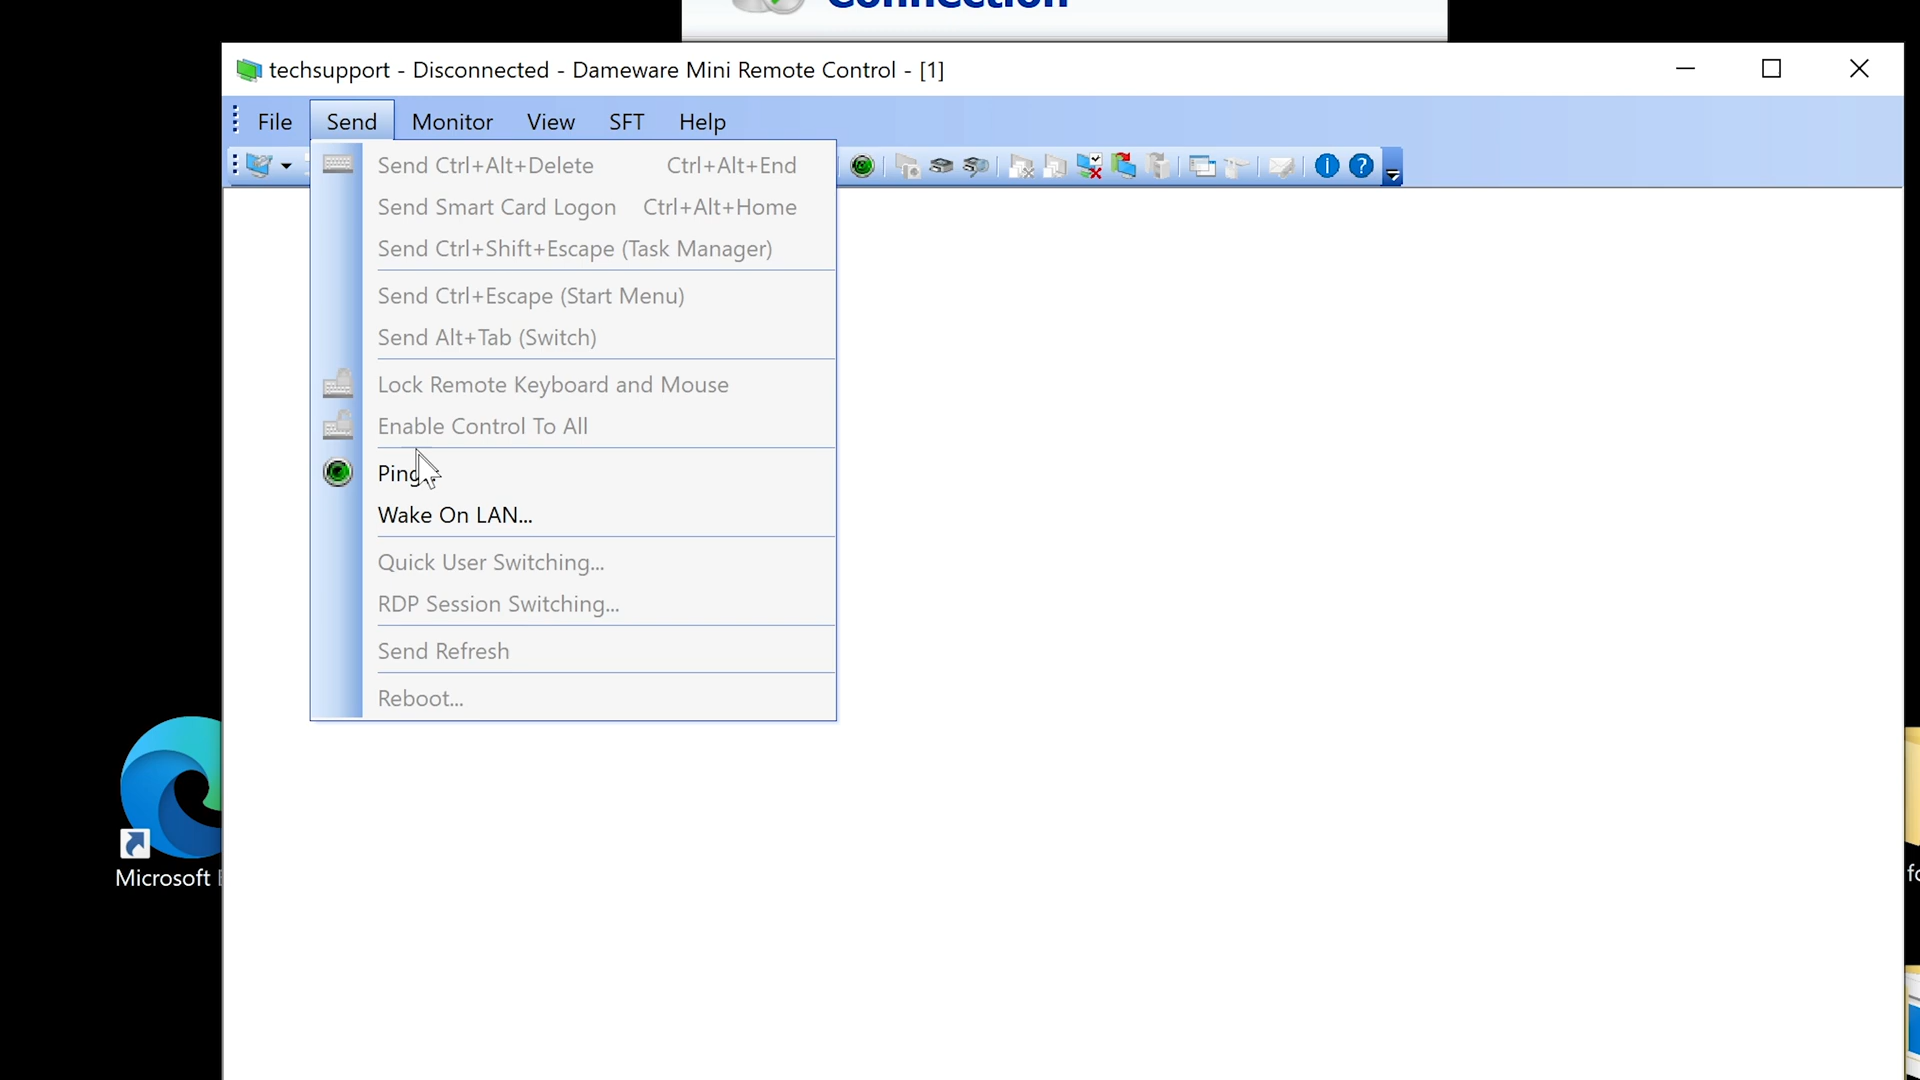 Connection
techsupport - Disconnected - Dameware Mini Remote Control - [1]
File Send Monitor View SFT Help
Send Ctrl+Alt+Delete Ctrl+Alt+End
Send Smart Card Logon Ctrl+Alt+Home
Send Ctrl+Shift+Escape (Task Manager)
Send Ctrl+Escape (Start Menu)
Send Alt+Tab (Switch)
Lock Remote Keyboard and Mouse
Enable Control To All
Ping
Wake On LAN...
Quick User Switching...
RDP Session Switching...
Send Refresh
Reboot...
Microsoft